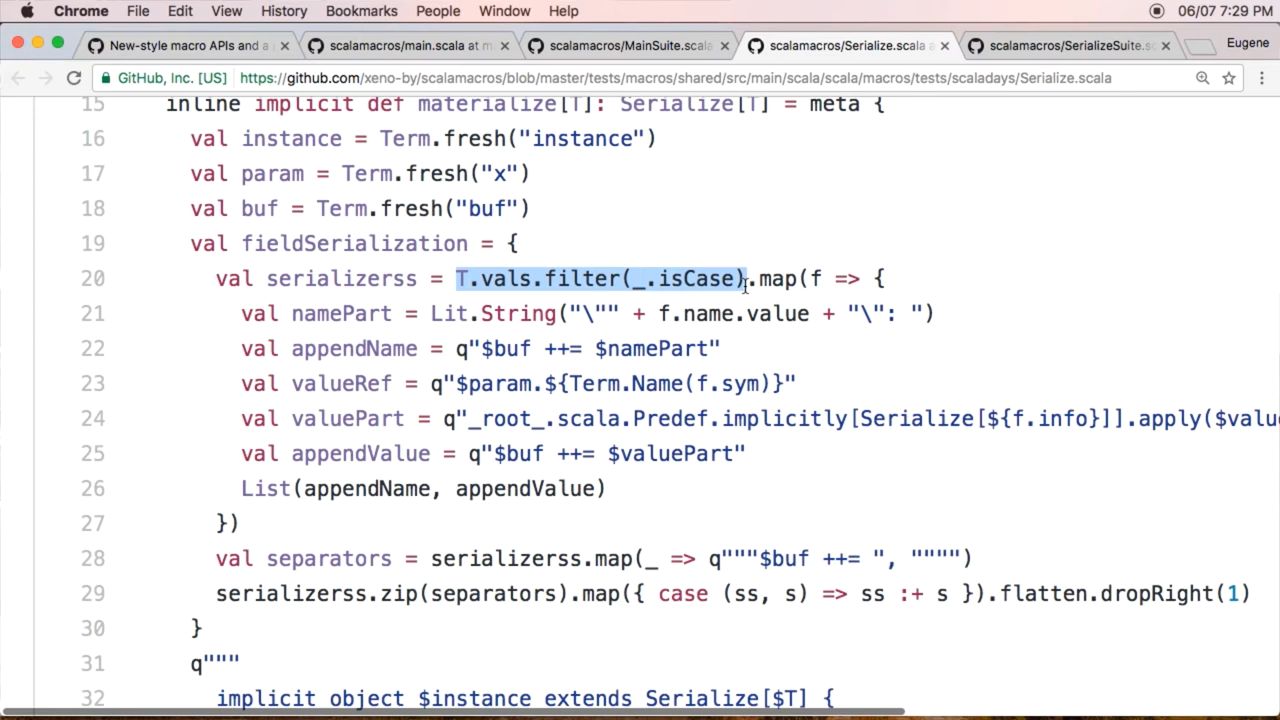 Chrome File Edit View History Bookmarks People Window Help 06/07 7:29 PM
New-style macro APIs and a scalamacros/main.scala at m scalamacros/MainSuite.scala scalamacros/Serialize.scala a scalamacros/SerializeSuite.sc Eugene
GitHub, Inc. [US] https://github.com/xeno-by/scalamacros/blob/master/tests/macros/shared/src/main/scala/scala/macros/tests/scaladays/Serialize.scala
15 inline implicit def materialize[T]: Serialize[T] = meta {
16 val instance = Term.fresh("instance")
17 val param = Term.fresh("x")
18 val buf = Term.fresh("buf")
19 val fieldSerialization = {
20 val serializerss = T.vals.filter(_.isCase).map(f => {
21 val namePart = Lit.String("\"" + f.name.value + "\": ")
22 val appendName = q"$buf ++= $namePart"
23 val valueRef = q"$param.${Term.Name(f.sym)}"
24 val valuePart = q"_root_.scala.Predef.implicitly[Serialize[${f.info}]].apply($valu
25 val appendValue = q"$buf ++= $valuePart"
26 List(appendName, appendValue)
27 })
28 val separators = serializerss.map(_ => q"""$buf ++= ", """")
29 serializerss.zip(separators).map({ case (ss, s) => ss :+ s }).flatten.dropRight(1)
30 }
31 q"""
32 implicit object $instance extends Serialize[$T] {